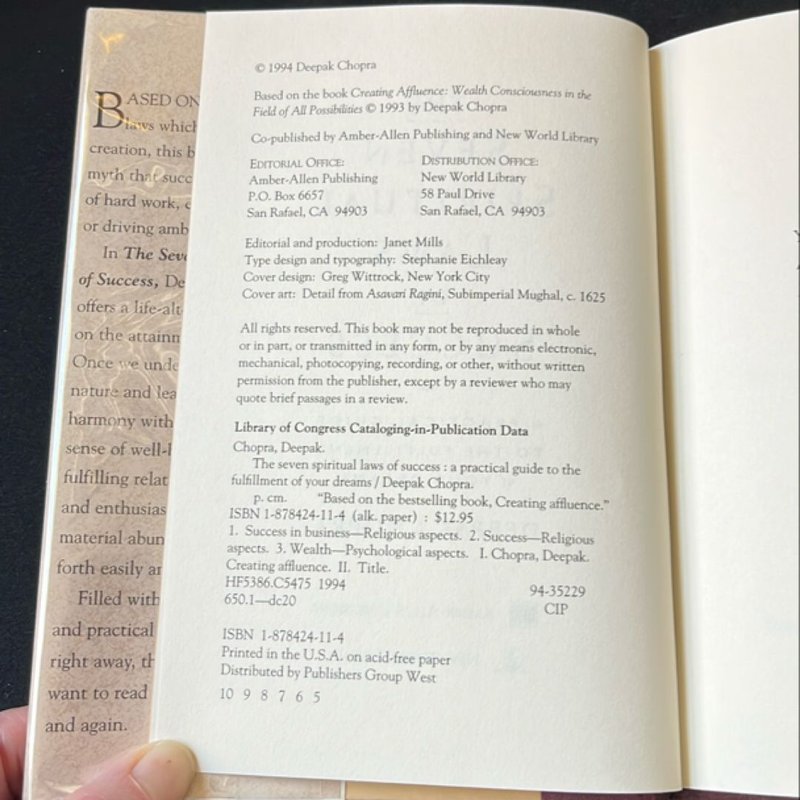 BASED ON
laws which
creation, this b
myth that succ
of hard work, e
or driving amb
In The Seve
of Success, De
offers a life-alt
on the attainn
Once we unde
nature and lea
harmony with
sense of well-l
fulfilling relat
and enthusias
material abun
forth easily ar
Filled with
and practical
right away, th
want to read
and again.
© 1994 Deepak Chopra
Based on the book Creating Affluence: Wealth Consciousness in the
Field of All Possibilities © 1993 by Deepak Chopra
Co-published by Amber-Allen Publishing and New World Library
EDITORIAL OFFICE:
Amber-Allen Publishing
P.O. Box 6657
San Rafael, CA 94903
DISTRIBUTION OFFICE:
New World Library
58 Paul Drive
San Rafael, CA 94903
Editorial and production: Janet Mills
Type design and typography: Stephanie Eichleay
Cover design: Greg Wittrock, New York City
Cover art: Detail from Asavari Ragini, Subimperial Mughal, c. 1625
All rights reserved. This book may not be reproduced in whole
or in part, or transmitted in any form, or by any means electronic,
mechanical, photocopying, recording, or other, without written
permission from the publisher, except by a reviewer who may
quote brief passages in a review.
Library of Congress Cataloging-in-Publication Data
Chopra, Deepak.
The seven spiritual laws of success : a practical guide to the
fulfillment of your dreams / Deepak Chopra.
p. cm. "Based on the bestselling book, Creating affluence."
ISBN 1-878424-11-4 (alk. paper) : $12.95
1. Success in business—Religious aspects. 2. Success—Religious
aspects. 3. Wealth—Psychological aspects. I. Chopra, Deepak.
Creating affluence. II. Title.
HF5386.C5475 1994
650.1—dc20
94-35229
CIP
ISBN 1-878424-11-4
Printed in the U.S.A. on acid-free paper
Distributed by Publishers Group West
10 9 8 7 6 5